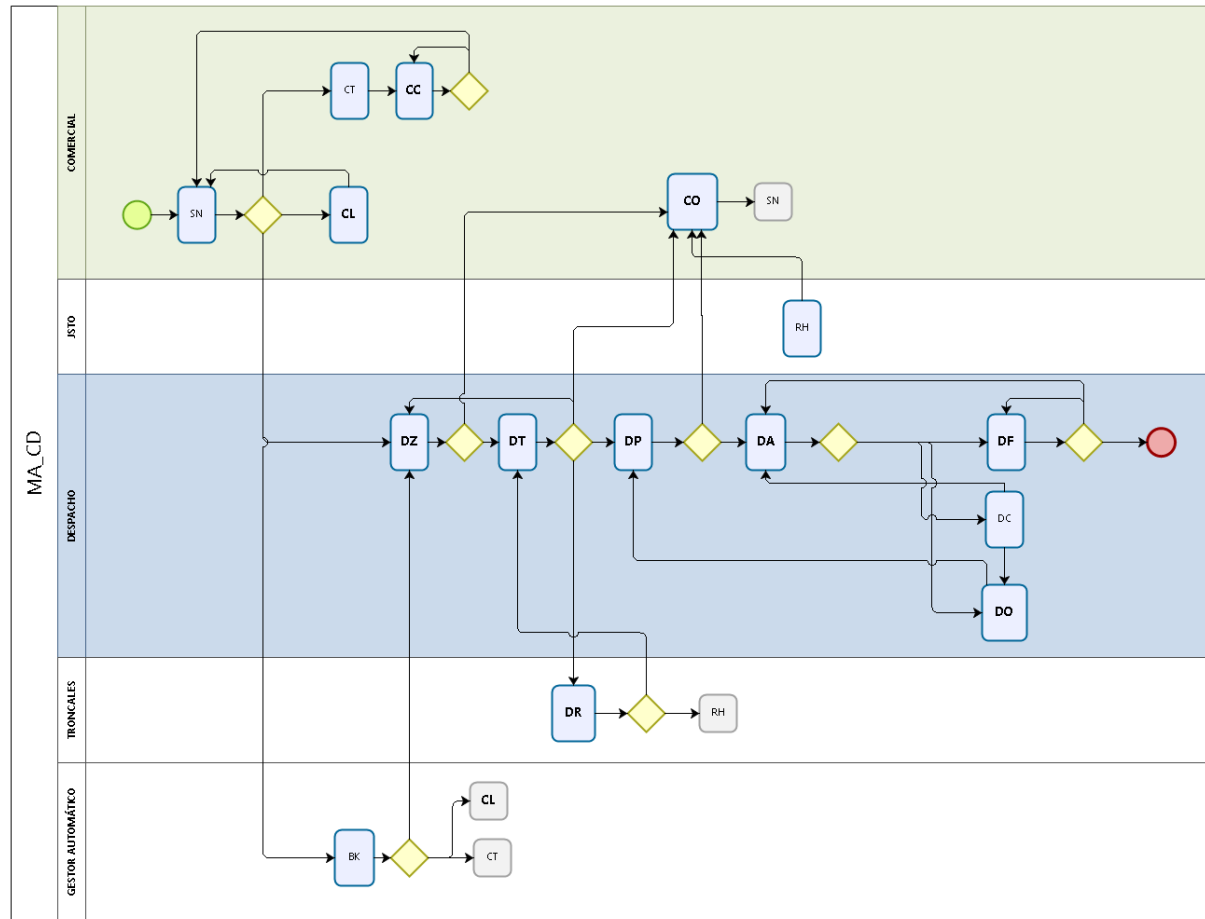 MA_CD
COMERCIAL
CT
CC
SN
CL
CO
SN
JSTO
RH
DESPACHO
DZ
DT
DP
DA
DF
DC
DO
TRONCALES
DR
RH
GESTOR AUTOMÁTICO
CL
BK
CT